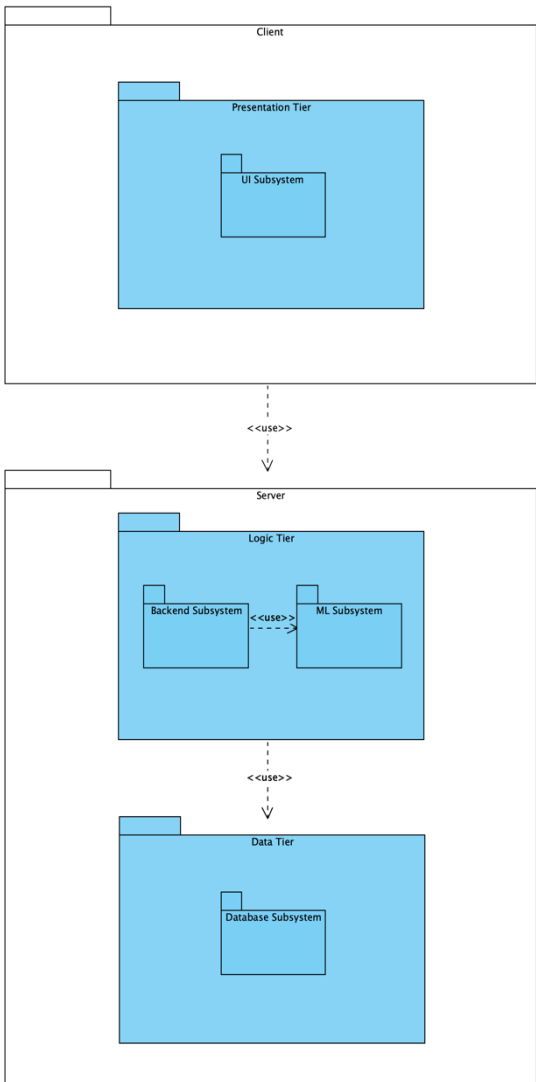 Client
Presentation Tier
UI Subsystem
<<use>>
Server
Logic Tier
Backend Subsystem
<<use>>
ML Subsystem
<<use>>
Data Tier
Database Subsystem